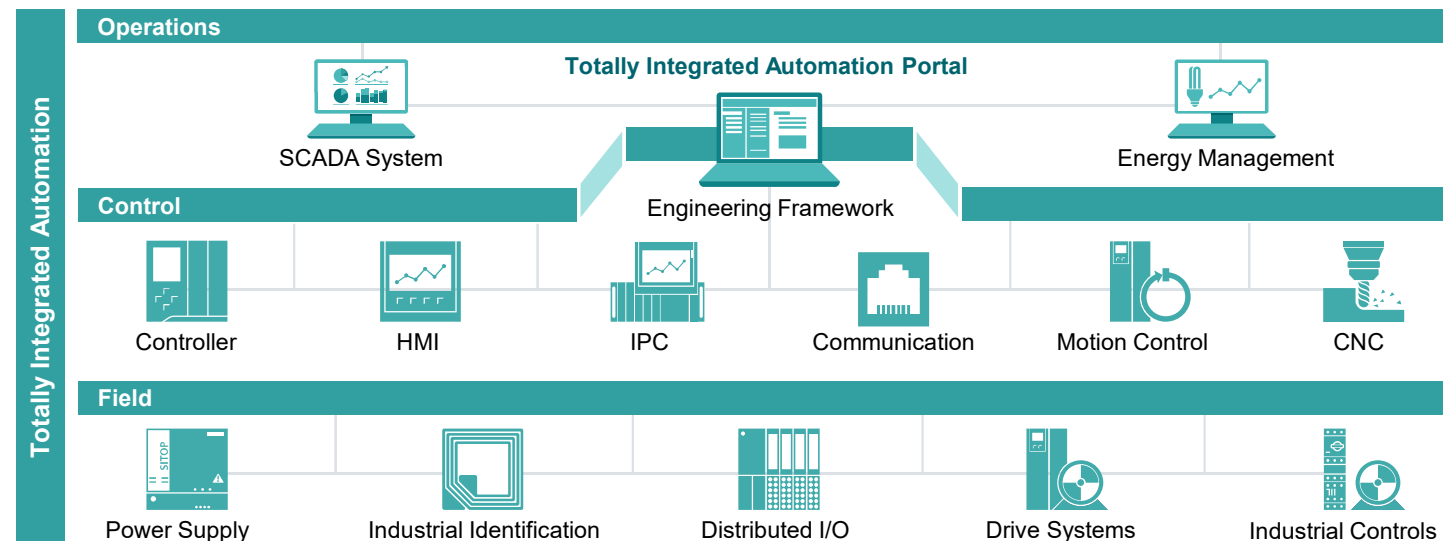 Totally Integrated Automation
Operations
Totally Integrated Automation Portal
SCADA System
Energy Management
Engineering Framework
Control
Controller
HMI
IPC
Communication
Motion Control
CNC
Field
SITOP
Power Supply
Industrial Identification
Distributed I/O
Drive Systems
Industrial Controls